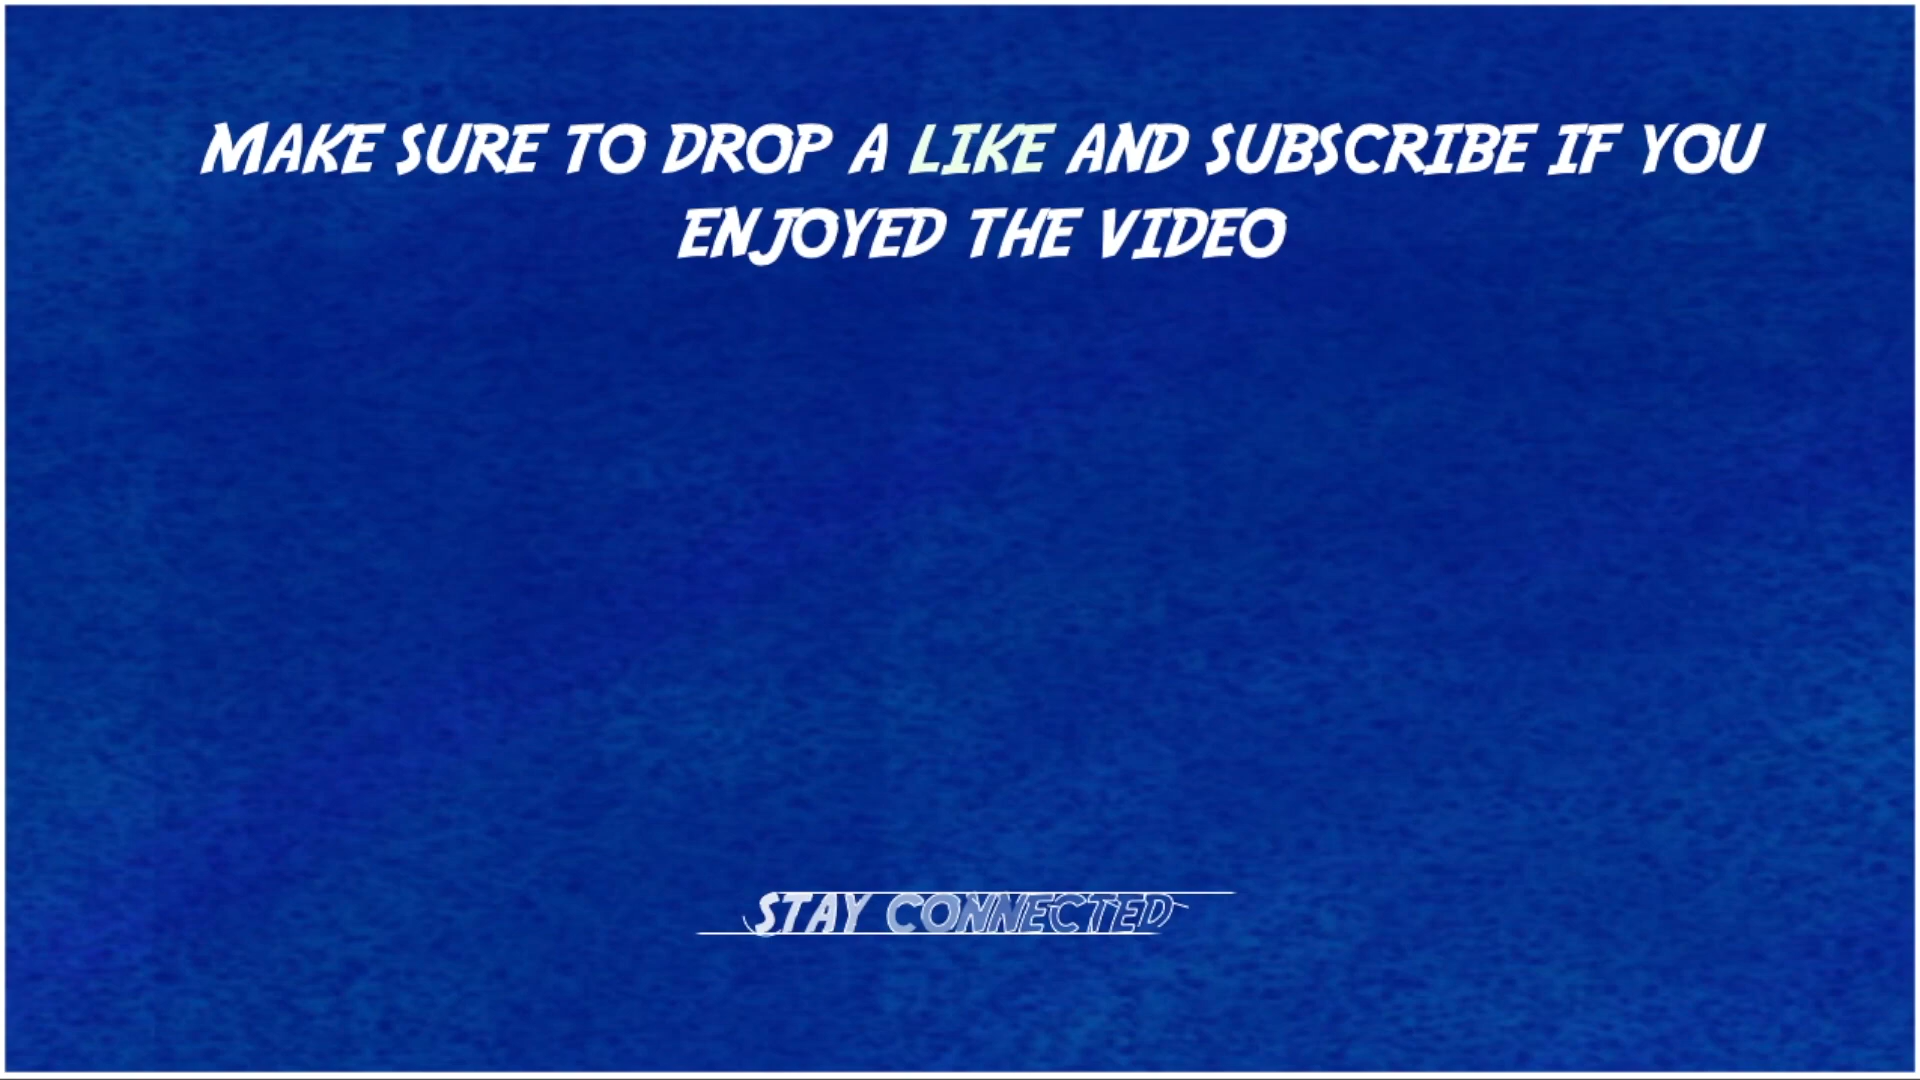 MAKE SURE TO DROP A LIKE AND SUBSCRIBE IF YOU
ENJOYED THE VIDEO
STAY CONNECTED